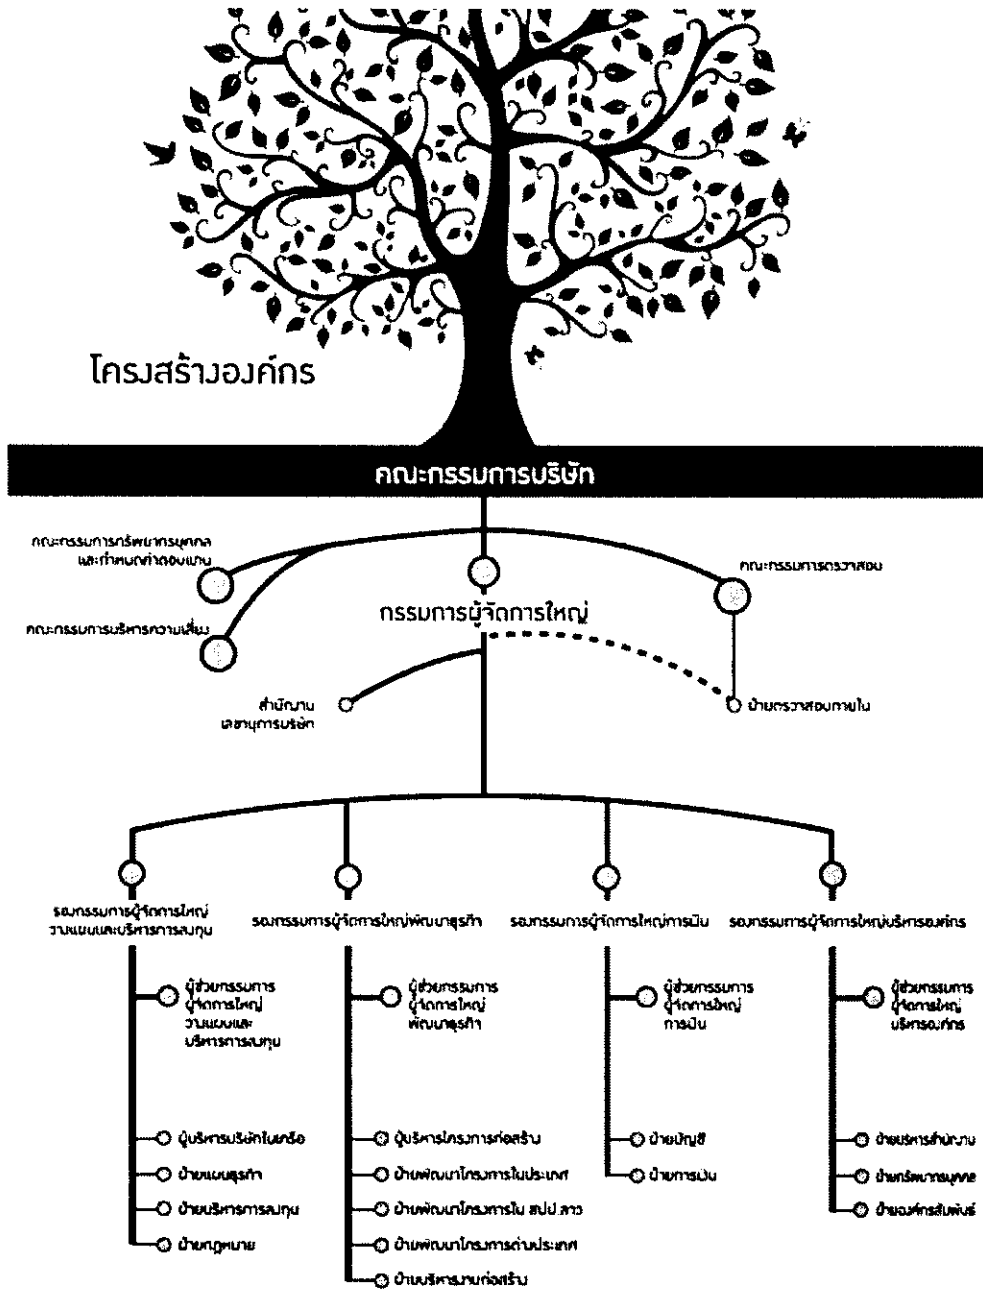 โครงสร้างองค์กร
คณะกรรมการบริษัท
คณะกรรมการทรัพยากรบุคคล
และกำหนดค่าตอบแทน
คณะกรรมการตรวจสอบ
กรรมการผู้จัดการใหญ่
คณะกรรมการบริหารความเสี่ยง
สำนักงาน
เลขานุการบริษัท
ฝ่ายตรวจสอบภายใน
รองกรรมการผู้จัดการใหญ่
วางแผนและบริหารการลงทุน
รองกรรมการผู้จัดการใหญ่พัฒนาธุรกิจ
รองกรรมการผู้จัดการใหญ่การเงิน
รองกรรมการผู้จัดการใหญ่บริหารองค์กร
ผู้ช่วยกรรมการ
ผู้จัดการใหญ่
วางแผนและ
บริหารการลงทุน
ผู้ช่วยกรรมการ
ผู้จัดการใหญ่
พัฒนาธุรกิจ
ผู้ช่วยกรรมการ
ผู้จัดการใหญ่
การเงิน
ผู้ช่วยกรรมการ
ผู้จัดการใหญ่
บริหารองค์กร
ผู้บริหารบริษัทในเครือ
ฝ่ายแผนธุรกิจ
ฝ่ายบริหารการลงทุน
ฝ่ายกฎหมาย
ผู้บริหารโครงการก่อสร้าง
ฝ่ายพัฒนาโครงการในประเทศ
ฝ่ายพัฒนาโครงการใน สปป.ลาว
ฝ่ายพัฒนาโครงการต่างประเทศ
ฝ่ายบริหารงานก่อสร้าง
ฝ่ายบัญชี
ฝ่ายการเงิน
ฝ่ายบริหารสำนักงาน
ฝ่ายทรัพยากรบุคคล
ฝ่ายองค์กรสัมพันธ์